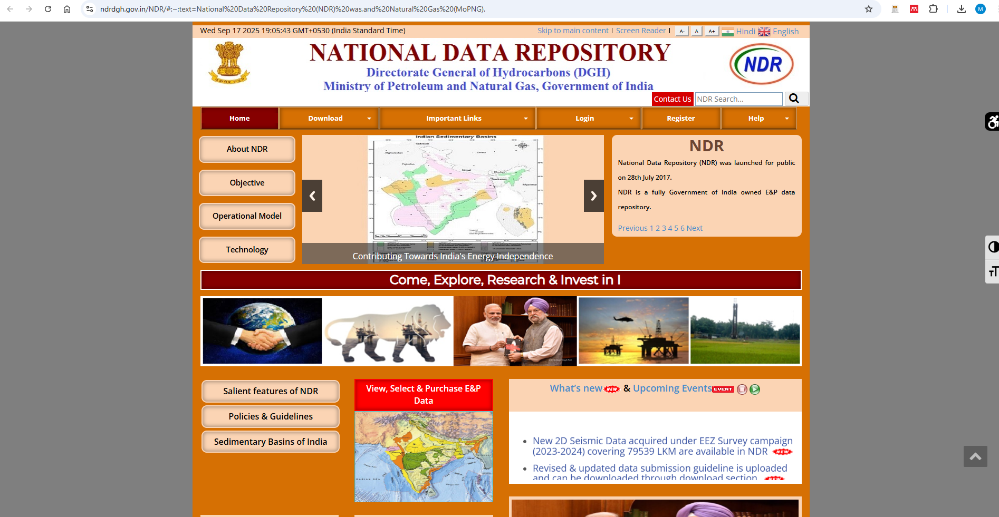 ndrdgh.gov.in/NDR/#:~:text=National%20Data%20Repository%20(NDR)%20was,and%20Natural%20Gas%20(MoPNG).
M
Wed Sep 17 2025 19:05:43 GMT+0530 (India Standard Time)
Skip to main content | Screen Reader | A- A A+ Hindi English
NATIONAL DATA REPOSITORY
Directorate General of Hydrocarbons (DGH)
Ministry of Petroleum and Natural Gas, Government of India
NDR
Contact Us NDR Search...
Home Download Important Links Login Register Help
About NDR
Objective
Operational Model
Technology
Indian Sedimentary Basins
Tajikistan
Afghanistan
China
Pakistan
Nepal
Bhutan
Bangladesh
Myanmar
Contributing Towards India's Energy Independence
NDR
National Data Repository (NDR) was launched for public
on 28th July 2017.
NDR is a fully Government of India owned E&P data
repository.
Previous 1 2 3 4 5 6 Next
Come, Explore, Research & Invest in I
Salient features of NDR
Policies & Guidelines
Sedimentary Basins of India
View, Select & Purchase E&P
Data
What's new NEW & Upcoming Events EVENT
New 2D Seismic Data acquired under EEZ Survey campaign
(2023-2024) covering 79539 LKM are available in NDR NEW
Revised & updated data submission guideline is uploaded
and can be downloaded through download section